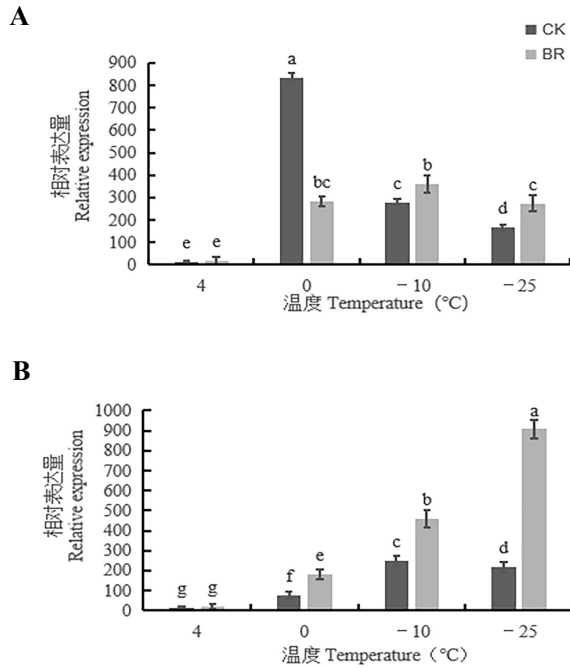 A
CK
BR
相对表达量
Relative expression
900
800
700
600
500
400
300
200
100
0
e
e
a
bc
c
b
d
c
4
0
－10
－25
温度 Temperature（°C）
B
相对表达量
Relative expression
1000
900
800
700
600
500
400
300
200
100
0
g
g
f
e
c
b
d
a
4
0
－10
－25
温度 Temperature（°C）